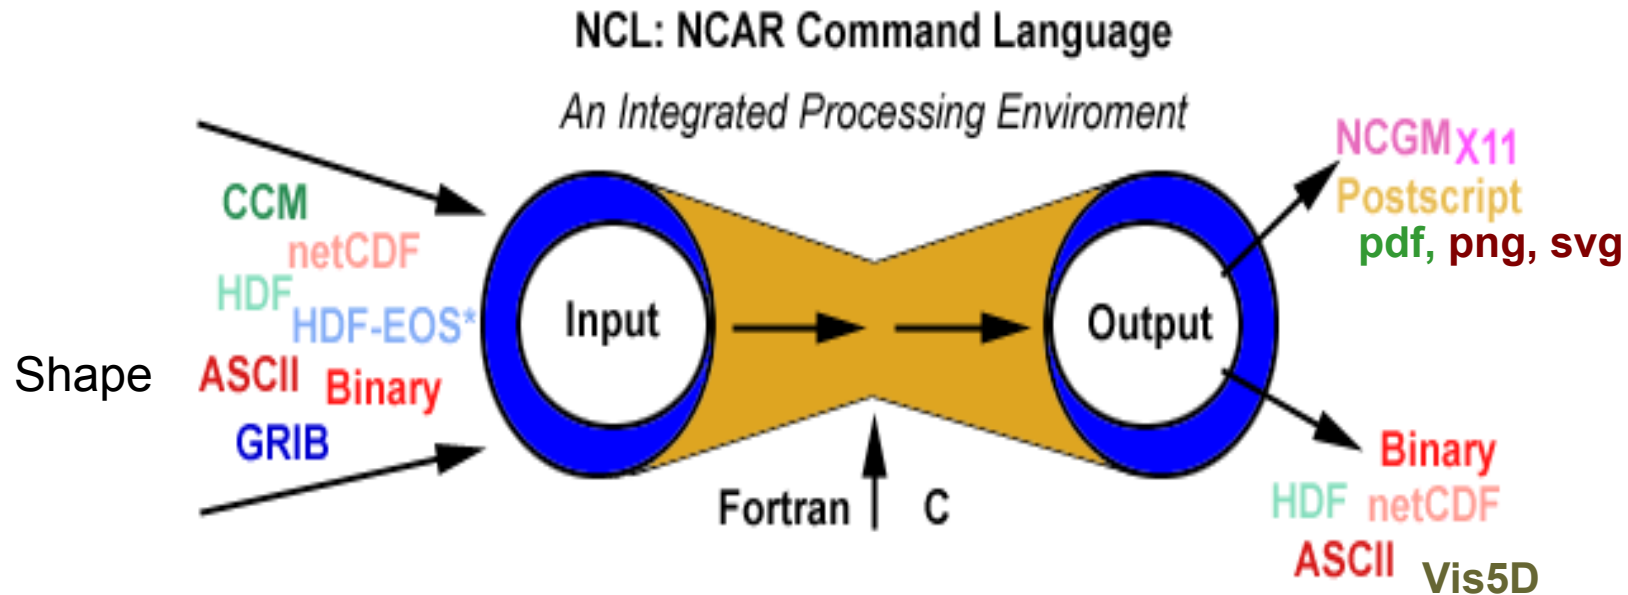 NCL: NCAR Command Language
An Integrated Processing Enviroment
CCM
netCDF
HDF
HDF-EOS*
Shape
ASCII
Binary
GRIB
Input
Fortran
C
Output
NCGM
X11
Postscript
pdf, png, svg
Binary
HDF
netCDF
ASCII
Vis5D